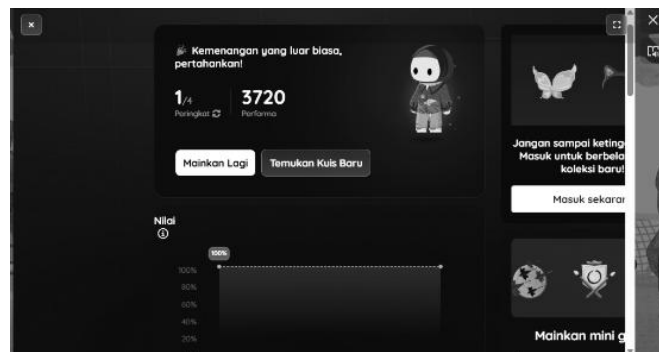 Kemenangan yang luar biasa,
pertahankan!
1/4
Peringkat
3720
Performa
Mainkan Lagi
Temukan Kuis Baru
Nilai
100%
100%
80%
60%
40%
20%
Jangan sampai keting
Masuk untuk berbela
koleksi baru!
Masuk sekarar
Mainkan mini g